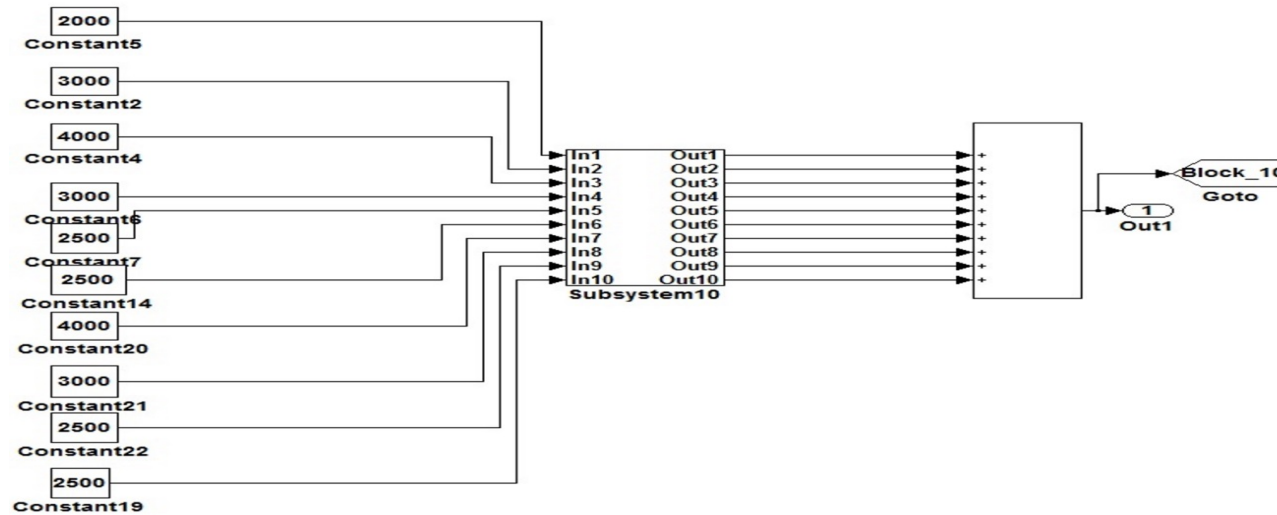 2000
Constant5
3000
Constant2
4000
Constant4
3000
Constant6
2500
Constant7
2500
Constant14
4000
Constant20
3000
Constant21
2500
Constant22
2500
Constant19
In1 Out1
In2 Out2
In3 Out3
In4 Out4
In5 Out5
In6 Out6
In7 Out7
In8 Out8
In9 Out9
In10 Out10
Subsystem10
+
+
+
+
+
+
+
+
+
+
Block_10
Goto
1
Out1